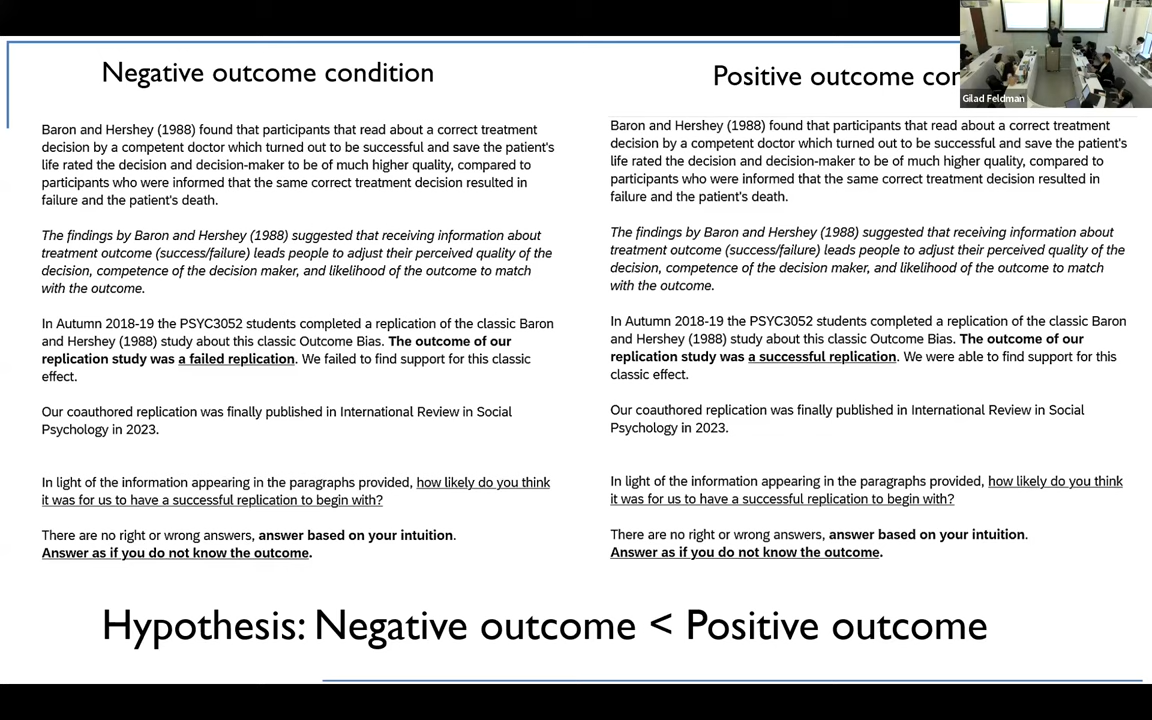 Negative outcome condition
Baron and Hershey (1988) found that participants that read about a correct treatment
decision by a competent doctor which turned out to be successful and save the patient's
life rated the decision and decision-maker to be of much higher quality, compared to
participants who were informed that the same correct treatment decision resulted in
failure and the patient's death.
The findings by Baron and Hershey (1988) suggested that receiving information about
treatment outcome (success/failure) leads people to adjust their perceived quality of the
decision, competence of the decision maker, and likelihood of the outcome to match
with the outcome.
In Autumn 2018-19 the PSYC3052 students completed a replication of the classic Baron
and Hershey (1988) study about this classic Outcome Bias. The outcome of our
replication study was a failed replication. We failed to find support for this classic
effect.
Our coauthored replication was finally published in International Review in Social
Psychology in 2023.
In light of the information appearing in the paragraphs provided, how likely do you think
it was for us to have a successful replication to begin with?
There are no right or wrong answers, answer based on your intuition.
Answer as if you do not know the outcome.
Positive outcome con
Baron and Hershey (1988) found that participants that read about a correct treatment
decision by a competent doctor which turned out to be successful and save the patient's
life rated the decision and decision-maker to be of much higher quality, compared to
participants who were informed that the same correct treatment decision resulted in
failure and the patient's death.
The findings by Baron and Hershey (1988) suggested that receiving information about
treatment outcome (success/failure) leads people to adjust their perceived quality of the
decision, competence of the decision maker, and likelihood of the outcome to match
with the outcome.
In Autumn 2018-19 the PSYC3052 students completed a replication of the classic Baron
and Hershey (1988) study about this classic Outcome Bias. The outcome of our
replication study was a successful replication. We were able to find support for this
classic effect.
Our coauthored replication was finally published in International Review in Social
Psychology in 2023.
In light of the information appearing in the paragraphs provided, how likely do you think
it was for us to have a successful replication to begin with?
There are no right or wrong answers, answer based on your intuition.
Answer as if you do not know the outcome.
Hypothesis: Negative outcome < Positive outcome
Gilad Feldman